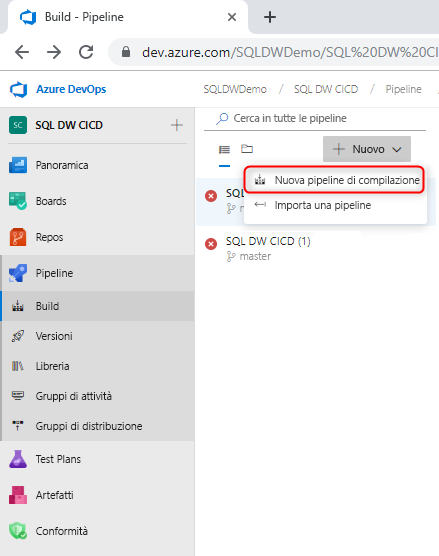 Build - Pipeline
dev.azure.com/SQLDWDemo/SQL%20DW%20CI
Azure DevOps
SQLDWDemo / SQL DW CICD / Pipeline
SC SQL DW CICD
Cerca in tutte le pipeline
Nuovo
Panoramica
Nuova pipeline di compilazione
Boards
Importa una pipeline
Repos
SQL DW CICD (1)
master
Pipeline
Build
Versioni
Libreria
Gruppi di attività
Gruppi di distribuzione
Test Plans
Artefatti
Conformità